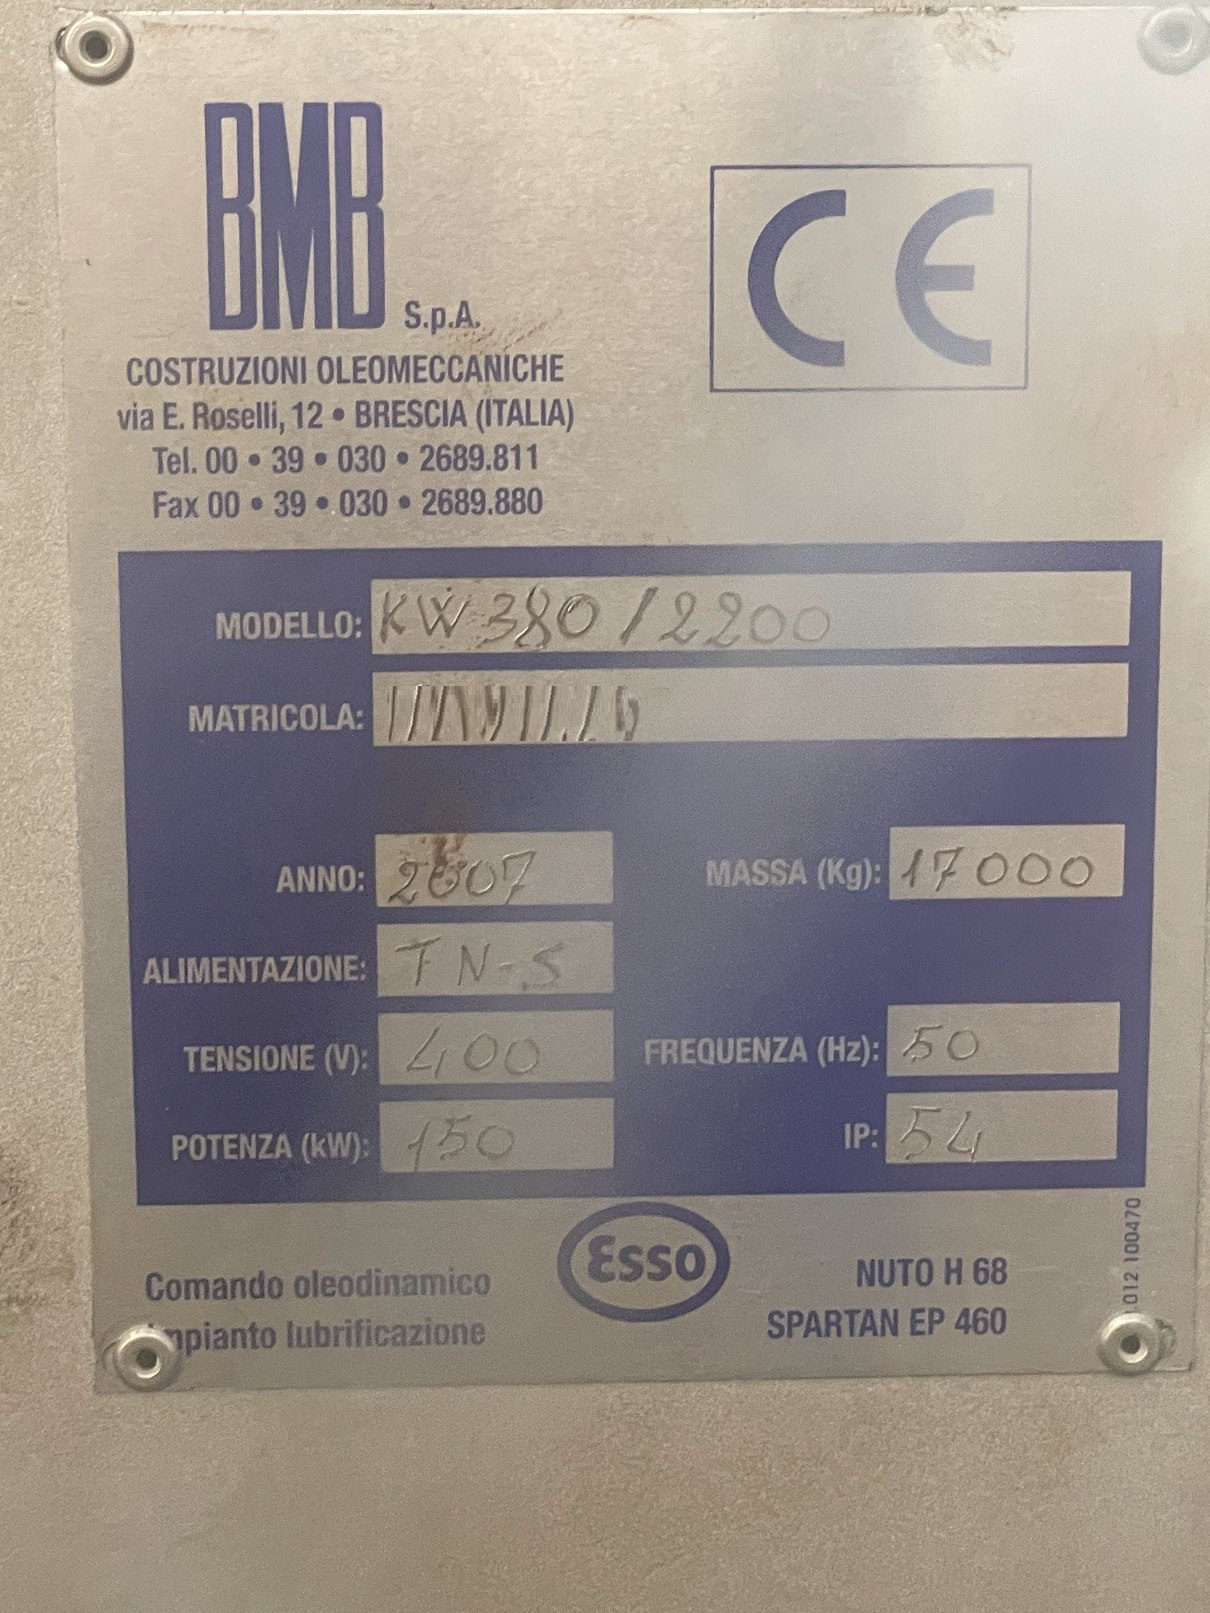 BMB S.p.A.
COSTRUZIONI OLEOMECCANICHE
via E. Roselli, 12 • BRESCIA (ITALIA)
Tel. 00 • 39 • 030 • 2689.811
Fax 00 • 39 • 030 • 2689.880
CE
MODELLO: KW 380 / 2200
MATRICOLA:
ANNO: 2007 MASSA (Kg): 17000
ALIMENTAZIONE: TN-S
TENSIONE (V): 400 FREQUENZA (Hz): 50
POTENZA (kW): 150 IP: 54
Comando oleodinamico Esso NUTO H 68
lubrificazione SPARTAN EP 460
012 100470